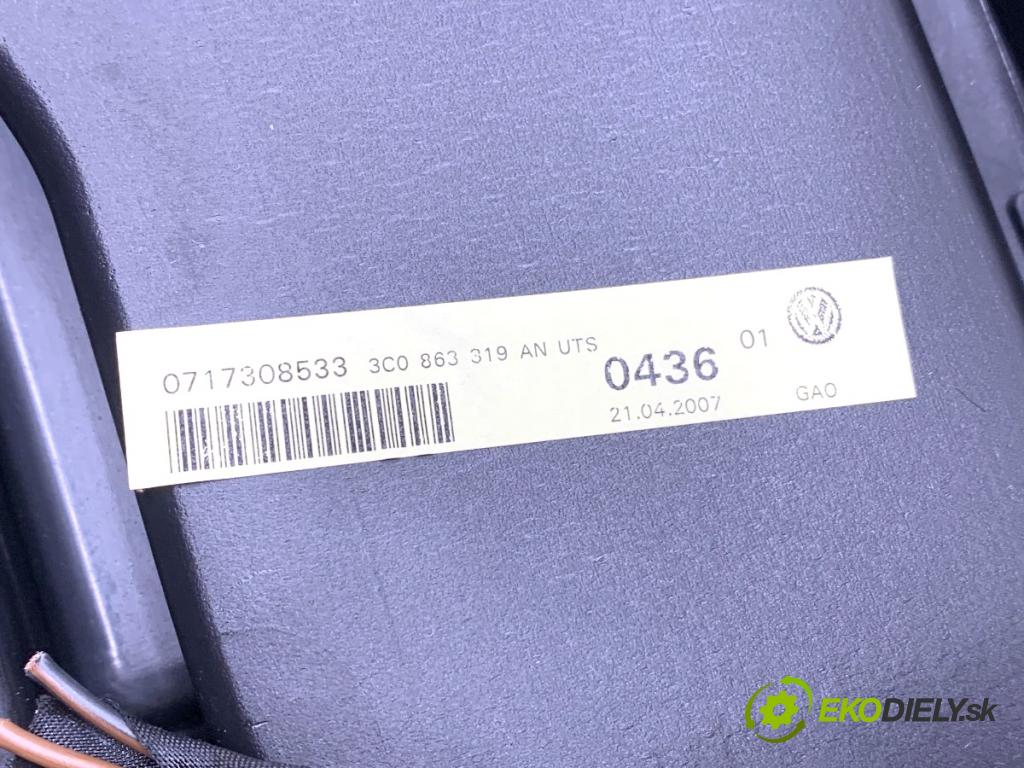 0717308533 3C0 863 319 AN UTS 0436 01
21.04.2007 GAO
EKODIELY.sk